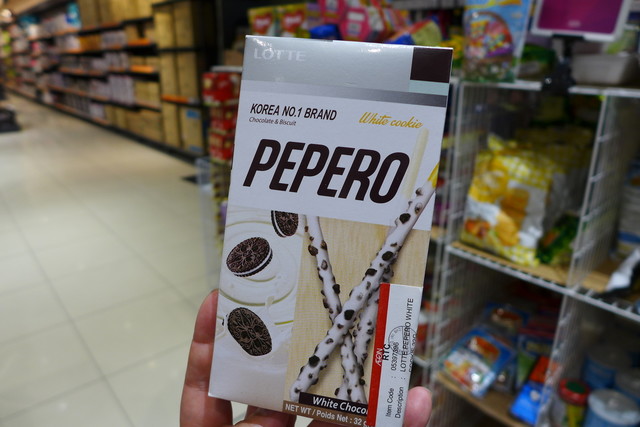 LOTTE
KOREA NO.1 BRAND
Chocolate & Biscuit
White cookie
PEPERO
White Chocol
NET WT / Poids Net : 32
RTC
Item Code : 05397596
Description : LOTTE PEPERO WHITE